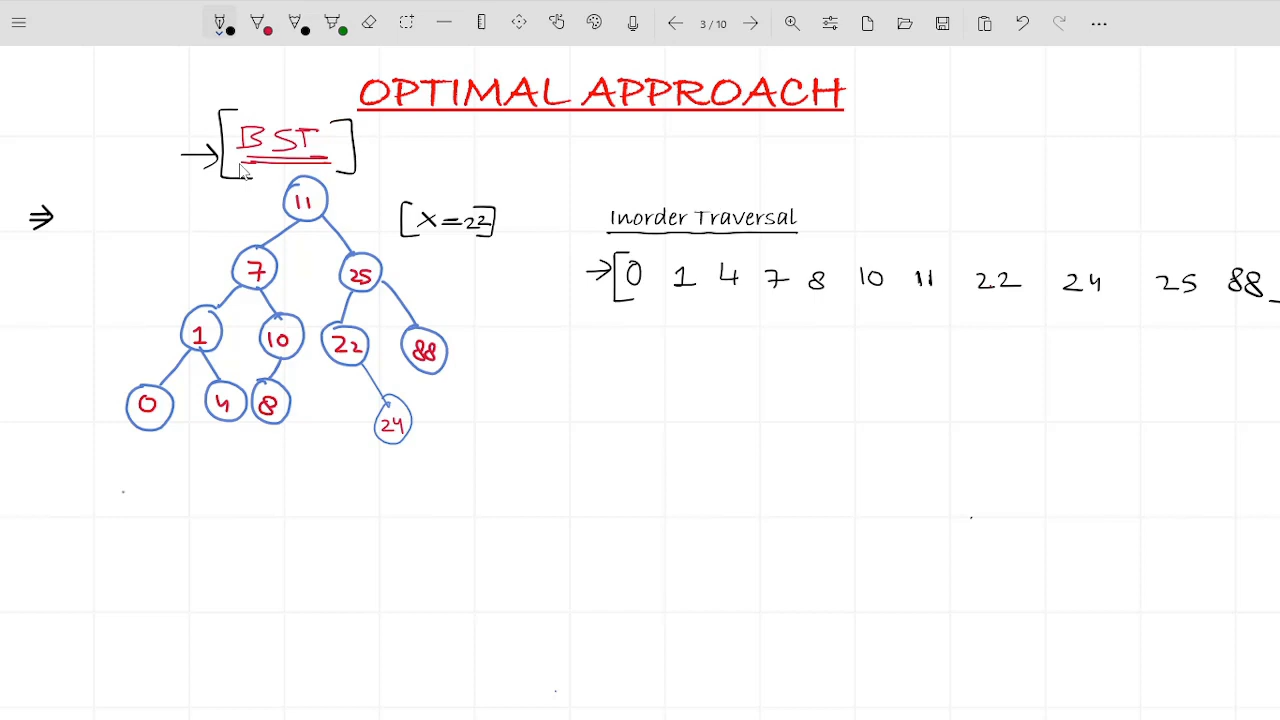 3 / 10
OPTIMAL APPROACH
→ [BST]
⇒
11
[X=22]
Inorder Traversal
7 25
→ [0 1 4 7 8 10 11 22 24 25 88
1 10 22 88
0 4 8 24